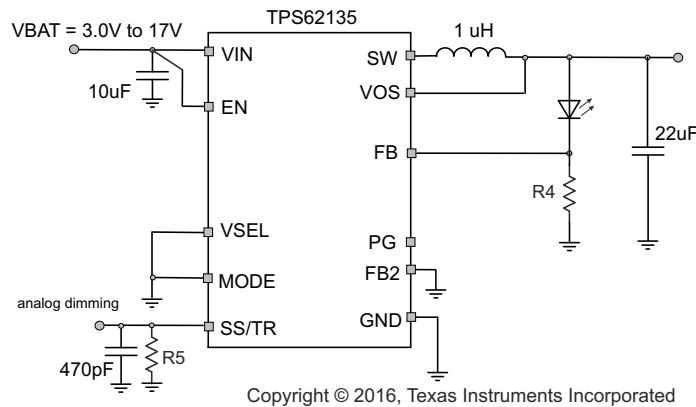 TPS62135
VBAT = 3.0V to 17V
1 uH
VIN
SW
10uF
VOS
EN
22uF
FB
R4
VSEL
PG
FB2
MODE
analog dimming
GND
SS/TR
R5
470pF
Copyright © 2016, Texas Instruments Incorporated